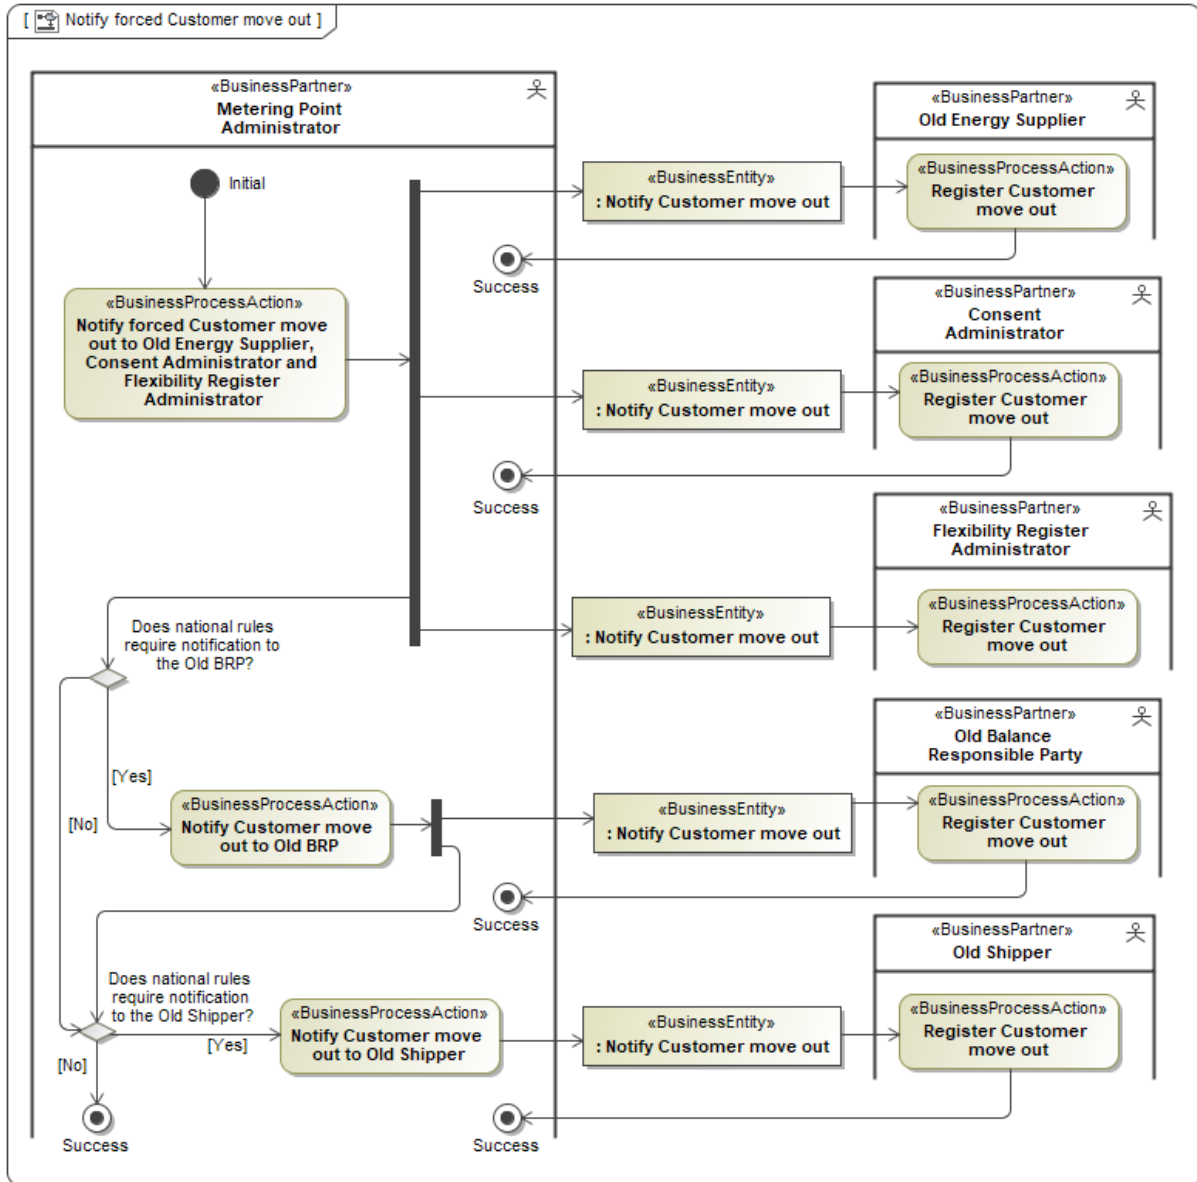 [ Notify forced Customer move out ]
«BusinessPartner»
Metering Point
Administrator
Initial
«BusinessProcessAction»
Notify forced Customer move
out to Old Energy Supplier,
Consent Administrator and
Flexibility Register
Administrator
«BusinessEntity»
: Notify Customer move out
«BusinessPartner»
Old Energy Supplier
«BusinessProcessAction»
Register Customer
move out
Success
«BusinessEntity»
: Notify Customer move out
«BusinessPartner»
Consent
Administrator
«BusinessProcessAction»
Register Customer
move out
Success
«BusinessEntity»
: Notify Customer move out
«BusinessPartner»
Flexibility Register
Administrator
«BusinessProcessAction»
Register Customer
move out
Does national rules
require notification to
the Old BRP?
[Yes]
[No]
«BusinessProcessAction»
Notify Customer move
out to Old BRP
«BusinessEntity»
: Notify Customer move out
«BusinessPartner»
Old Balance
Responsible Party
«BusinessProcessAction»
Register Customer
move out
Success
Does national rules
require notification
to the Old Shipper?
[Yes]
[No]
«BusinessProcessAction»
Notify Customer move
out to Old Shipper
«BusinessEntity»
: Notify Customer move out
«BusinessPartner»
Old Shipper
«BusinessProcessAction»
Register Customer
move out
Success
Success